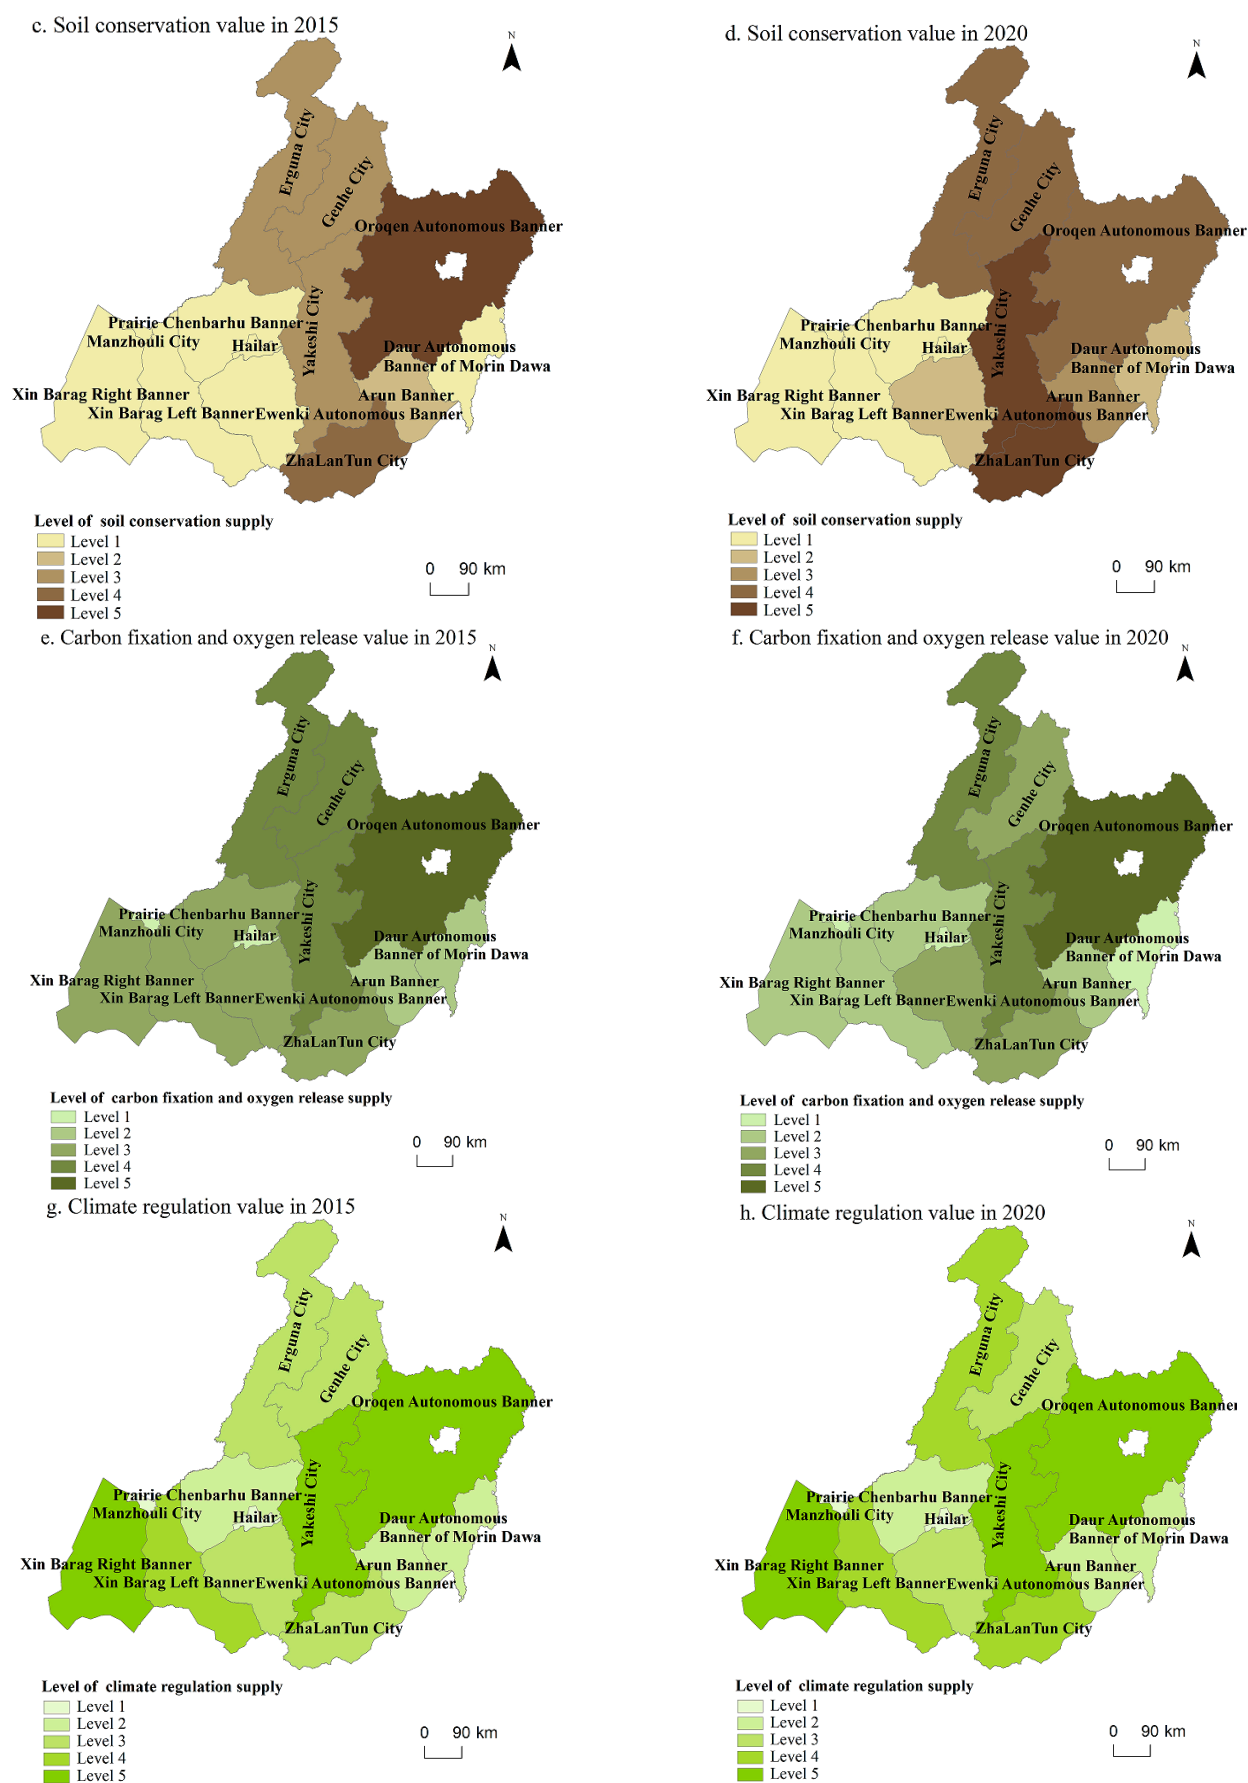 c. Soil conservation value in 2015
N
Erguna City
Genhe City
Oroqen Autonomous Banner
Yakeshi City
Prairie Chenbarhu Banner
Manzhouli City
Hailar
Daur Autonomous
Banner of Morin Dawa
Xin Barag Right Banner
Arun Banner
Xin Barag Left Banner
Ewenki Autonomous Banner
ZhaLanTun City
Level of soil conservation supply
Level 1
Level 2
Level 3
Level 4
Level 5
0 90 km
d. Soil conservation value in 2020
N
Erguna City
Genhe City
Oroqen Autonomous Banner
Yakeshi City
Prairie Chenbarhu Banner
Manzhouli City
Hailar
Daur Autonomous
Banner of Morin Dawa
Xin Barag Right Banner
Arun Banner
Xin Barag Left Banner
Ewenki Autonomous Banner
ZhaLanTun City
Level of soil conservation supply
Level 1
Level 2
Level 3
Level 4
Level 5
0 90 km
e. Carbon fixation and oxygen release value in 2015
N
Erguna City
Genhe City
Oroqen Autonomous Banner
Yakeshi City
Prairie Chenbarhu Banner
Manzhouli City
Hailar
Daur Autonomous
Banner of Morin Dawa
Xin Barag Right Banner
Arun Banner
Xin Barag Left Banner
Ewenki Autonomous Banner
ZhaLanTun City
Level of carbon fixation and oxygen release supply
Level 1
Level 2
Level 3
Level 4
Level 5
0 90 km
f. Carbon fixation and oxygen release value in 2020
N
Erguna City
Genhe City
Oroqen Autonomous Banner
Yakeshi City
Prairie Chenbarhu Banner
Manzhouli City
Hailar
Daur Autonomous
Banner of Morin Dawa
Xin Barag Right Banner
Arun Banner
Xin Barag Left Banner
Ewenki Autonomous Banner
ZhaLanTun City
Level of carbon fixation and oxygen release supply
Level 1
Level 2
Level 3
Level 4
Level 5
0 90 km
g. Climate regulation value in 2015
N
Erguna City
Genhe City
Oroqen Autonomous Banner
Yakeshi City
Prairie Chenbarhu Banner
Manzhouli City
Hailar
Daur Autonomous
Banner of Morin Dawa
Xin Barag Right Banner
Arun Banner
Xin Barag Left Banner
Ewenki Autonomous Banner
ZhaLanTun City
Level of climate regulation supply
Level 1
Level 2
Level 3
Level 4
Level 5
0 90 km
h. Climate regulation value in 2020
N
Erguna City
Genhe City
Oroqen Autonomous Banner
Yakeshi City
Prairie Chenbarhu Banner
Manzhouli City
Hailar
Daur Autonomous
Banner of Morin Dawa
Xin Barag Right Banner
Arun Banner
Xin Barag Left Banner
Ewenki Autonomous Banner
ZhaLanTun City
Level of climate regulation supply
Level 1
Level 2
Level 3
Level 4
Level 5
0 90 km